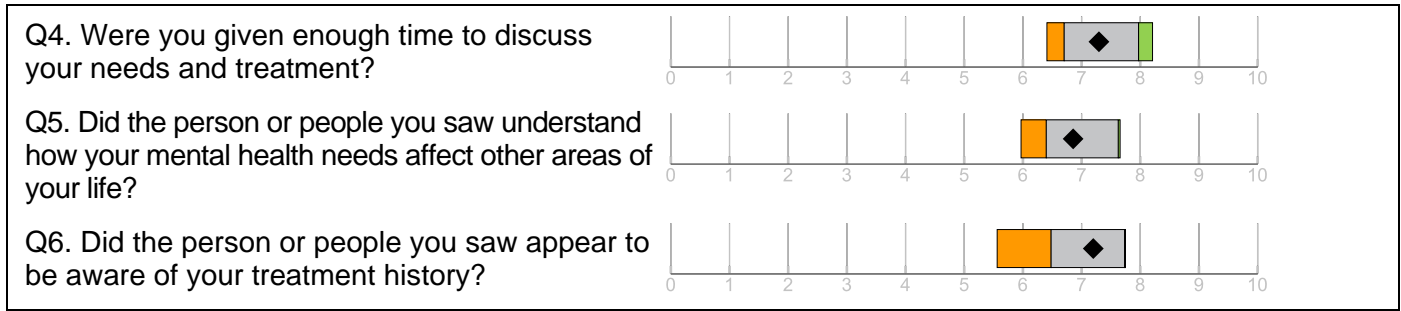 Q4. Were you given enough time to discuss
your needs and treatment?
0 1 2 3 4 5 6 7 8 9 10
Q5. Did the person or people you saw understand
how your mental health needs affect other areas of
your life?
0 1 2 3 4 5 6 7 8 9 10
Q6. Did the person or people you saw appear to
be aware of your treatment history?
0 1 2 3 4 5 6 7 8 9 10